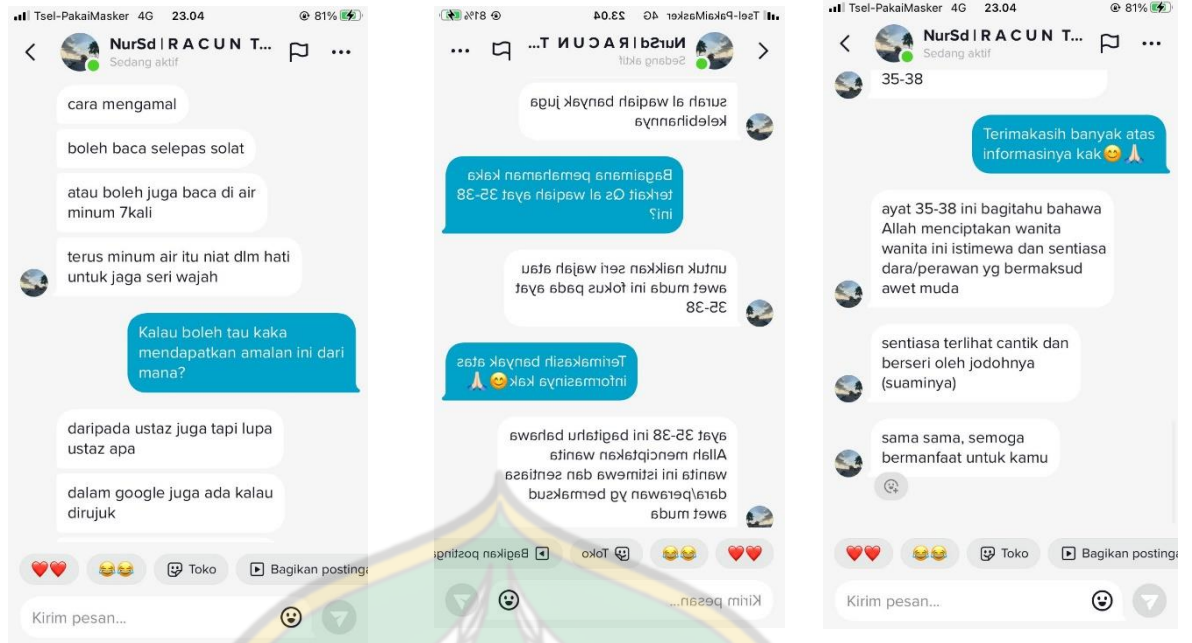 Tsel-PakaiMasker 4G 23.04 81%
NurSd | R A C U N T...
Sedang aktif
cara mengamal
boleh baca selepas solat
atau boleh juga baca di air
minum 7kali
terus minum air itu niat dlm hati
untuk jaga seri wajah
Kalau boleh tau kaka
mendapatkan amalan ini dari
mana?
daripada ustaz juga tapi lupa
ustaz apa
dalam google juga ada kalau
dirujuk
❤️❤️ 😂😂 Toko Bagikan posting
Kirim pesan...
Tsel-PakaiMasker 4G 23.04 81%
NurSd | R A C U N T...
Sedang aktif
surah al waqiah banyak juga
kelebihannya
Bagaimana pemahaman kaka
terkait Qs al waqiah ayat 35-38
ini?
untuk naikkan seri wajah atau
awet muda ini fokus pada ayat
35-38
Terimakasih banyak atas
informasinya kak😊🙏🏻
ayat 35-38 ini bagitahu bahawa
Allah menciptakan wanita
wanita ini istimewa dan sentiasa
dara/perawan yg bermaksud
awet muda
❤️❤️ 😂😂 Toko Bagikan posting
Kirim pesan...
Tsel-PakaiMasker 4G 23.04 81%
NurSd | R A C U N T...
Sedang aktif
35-38
Terimakasih banyak atas
informasinya kak😊🙏🏻
ayat 35-38 ini bagitahu bahawa
Allah menciptakan wanita
wanita ini istimewa dan sentiasa
dara/perawan yg bermaksud
awet muda
sentiasa terlihat cantik dan
berseri oleh jodohnya
(suaminya)
sama sama, semoga
bermanfaat untuk kamu
❤️❤️ 😂😂 Toko Bagikan posting
Kirim pesan...